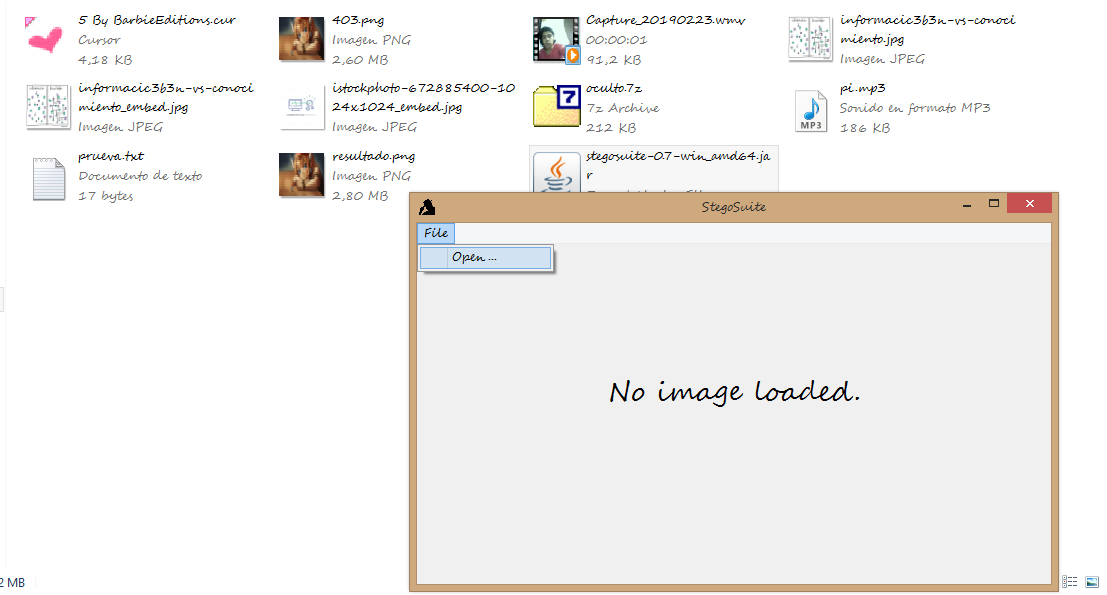 5 By BarbieEditions.cur
Cursor
4,18 KB
403.png
Imagen PNG
2,60 MB
Capture_20190223.wmv
00:00:01
91,2 KB
informacic3b3n-vs-conoci
miento.jpg
Imagen JPEG
informacic3b3n-vs-conoci
miento_embed.jpg
Imagen JPEG
istockphoto-672885400-10
24x1024_embed.jpg
Imagen JPEG
oculto.7z
7z Archive
212 KB
pi.mp3
Sonido en formato MP3
186 KB
prueva.txt
Documento de texto
17 bytes
resultado.png
Imagen PNG
2,80 MB
stegosuite-0.7-win_amd64.ja
r
StegoSuite
File
Open ...
No image loaded.
2 MB